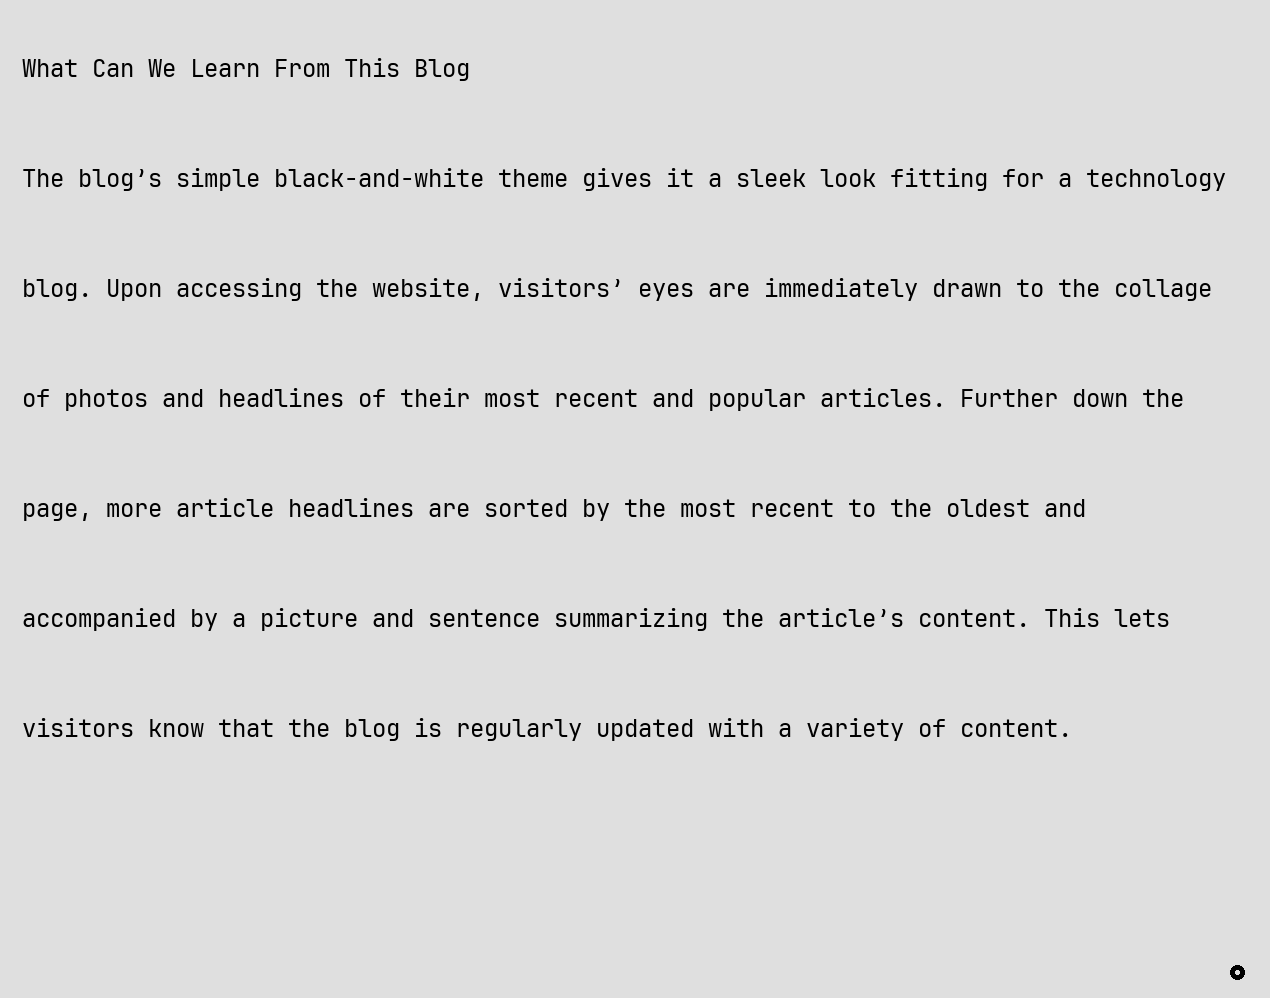 What Can We Learn From This Blog
The blog’s simple black-and-white theme gives it a sleek look fitting for a technology
blog. Upon accessing the website, visitors’ eyes are immediately drawn to the collage
of photos and headlines of their most recent and popular articles. Further down the
page, more article headlines are sorted by the most recent to the oldest and
accompanied by a picture and sentence summarizing the article’s content. This lets
visitors know that the blog is regularly updated with a variety of content.